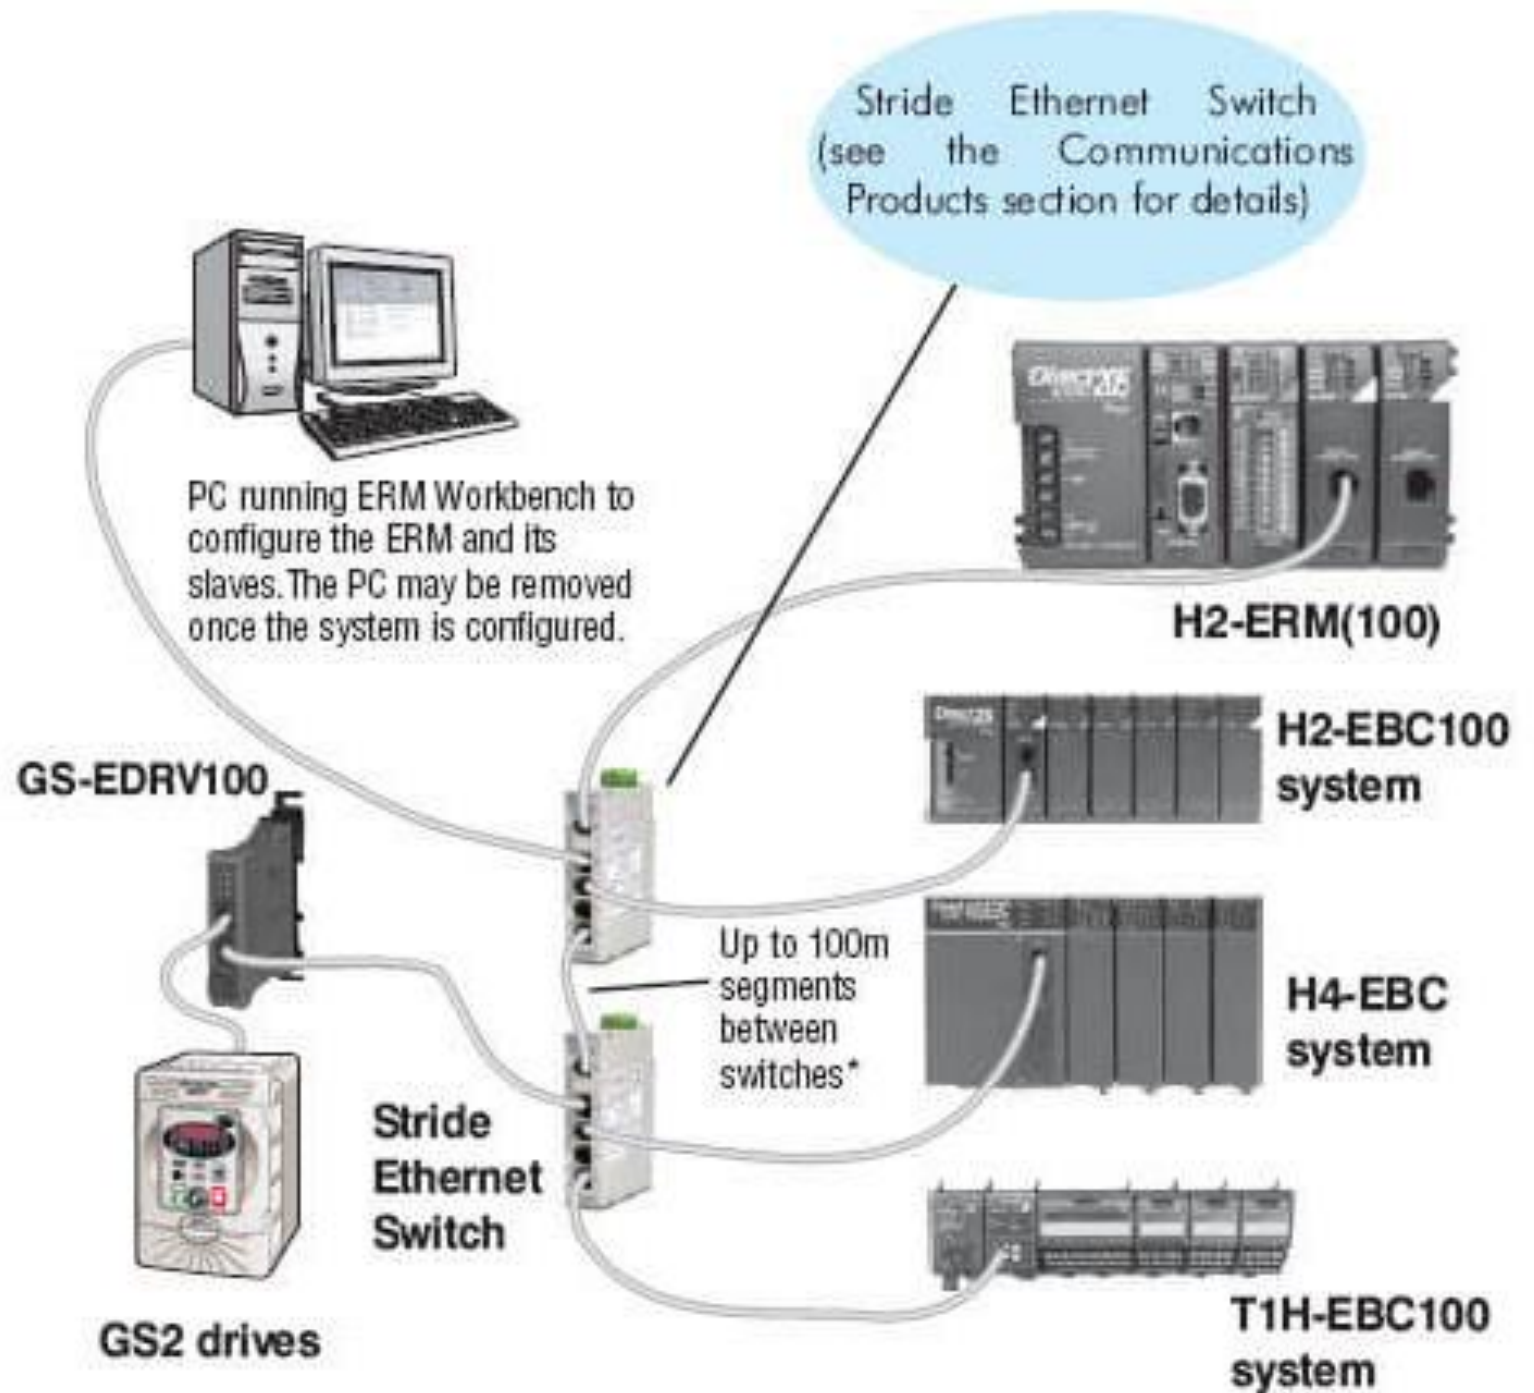 Stride Ethernet Switch
(see the Communications
Products section for details)
PC running ERM Workbench to
configure the ERM and its
slaves. The PC may be removed
once the system is configured.
H2-ERM(100)
H2-EBC100
system
GS-EDRV100
Up to 100m
segments
between
switches*
H4-EBC
system
Stride
Ethernet
Switch
T1H-EBC100
system
GS2 drives